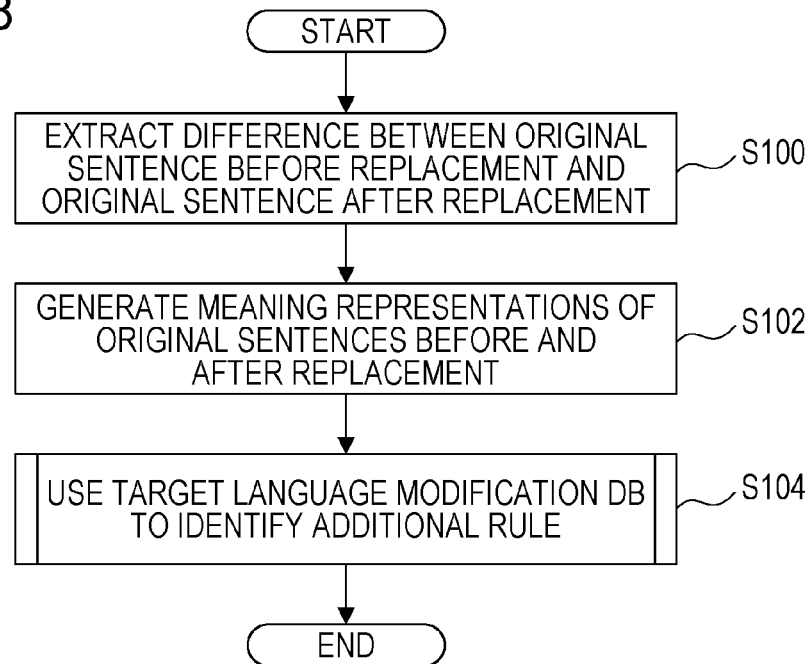 START
EXTRACT DIFFERENCE BETWEEN ORIGINAL
SENTENCE BEFORE REPLACEMENT AND
ORIGINAL SENTENCE AFTER REPLACEMENT
S100
GENERATE MEANING REPRESENTATIONS OF
ORIGINAL SENTENCES BEFORE AND
AFTER REPLACEMENT
S102
USE TARGET LANGUAGE MODIFICATION DB
TO IDENTIFY ADDITIONAL RULE
S104
END